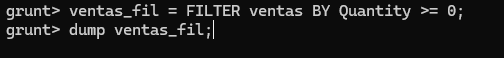 grunt> ventas_fil = FILTER ventas BY Quantity >= 0;
grunt> dump ventas_fil;